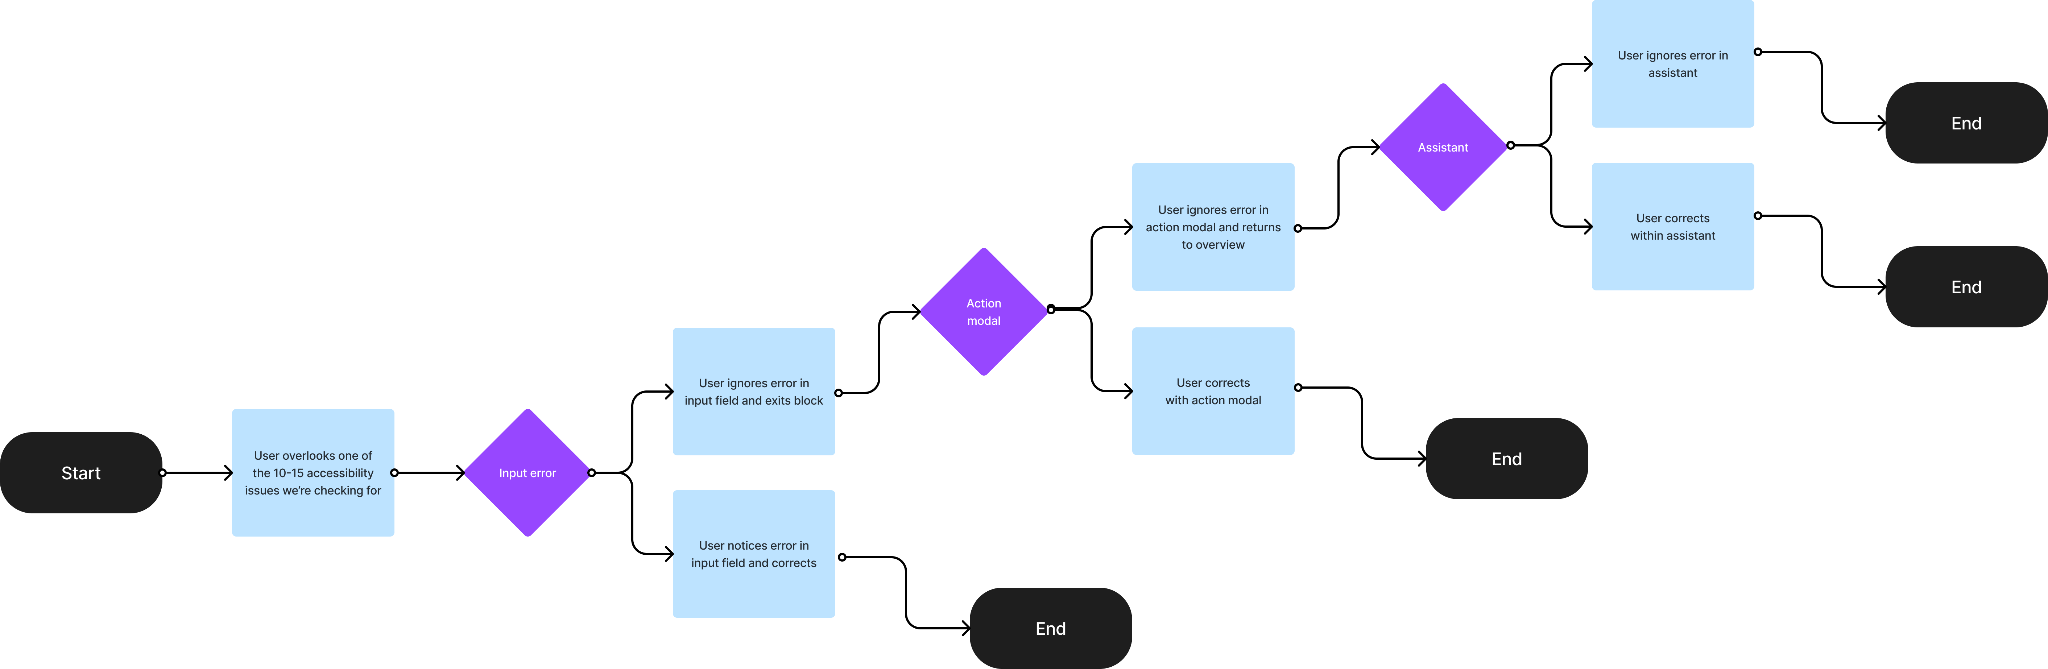 Start
User overlooks one of
the 10-15 accessibility
issues we're checking for
Input error
User ignores error in
input field and exits block
User notices error in
input field and corrects
End
Action
modal
User ignores error in
action modal and returns
to overview
User corrects
with action modal
End
Assistant
User ignores error in
assistant
End
User corrects
within assistant
End